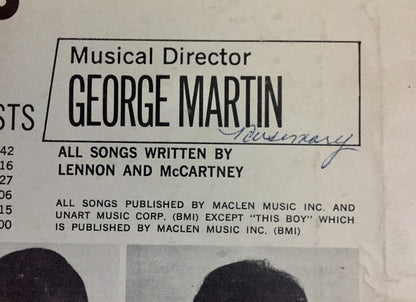 Musical Director
GEORGE MARTIN
Rosemary
STS
ALL SONGS WRITTEN BY
LENNON AND McCARTNEY
42
16
27
06
15
00
ALL SONGS PUBLISHED BY MACLEN MUSIC INC. AND
UNART MUSIC CORP. (BMI) EXCEPT "THIS BOY" WHICH
IS PUBLISHED BY MACLEN MUSIC INC. (BMI)